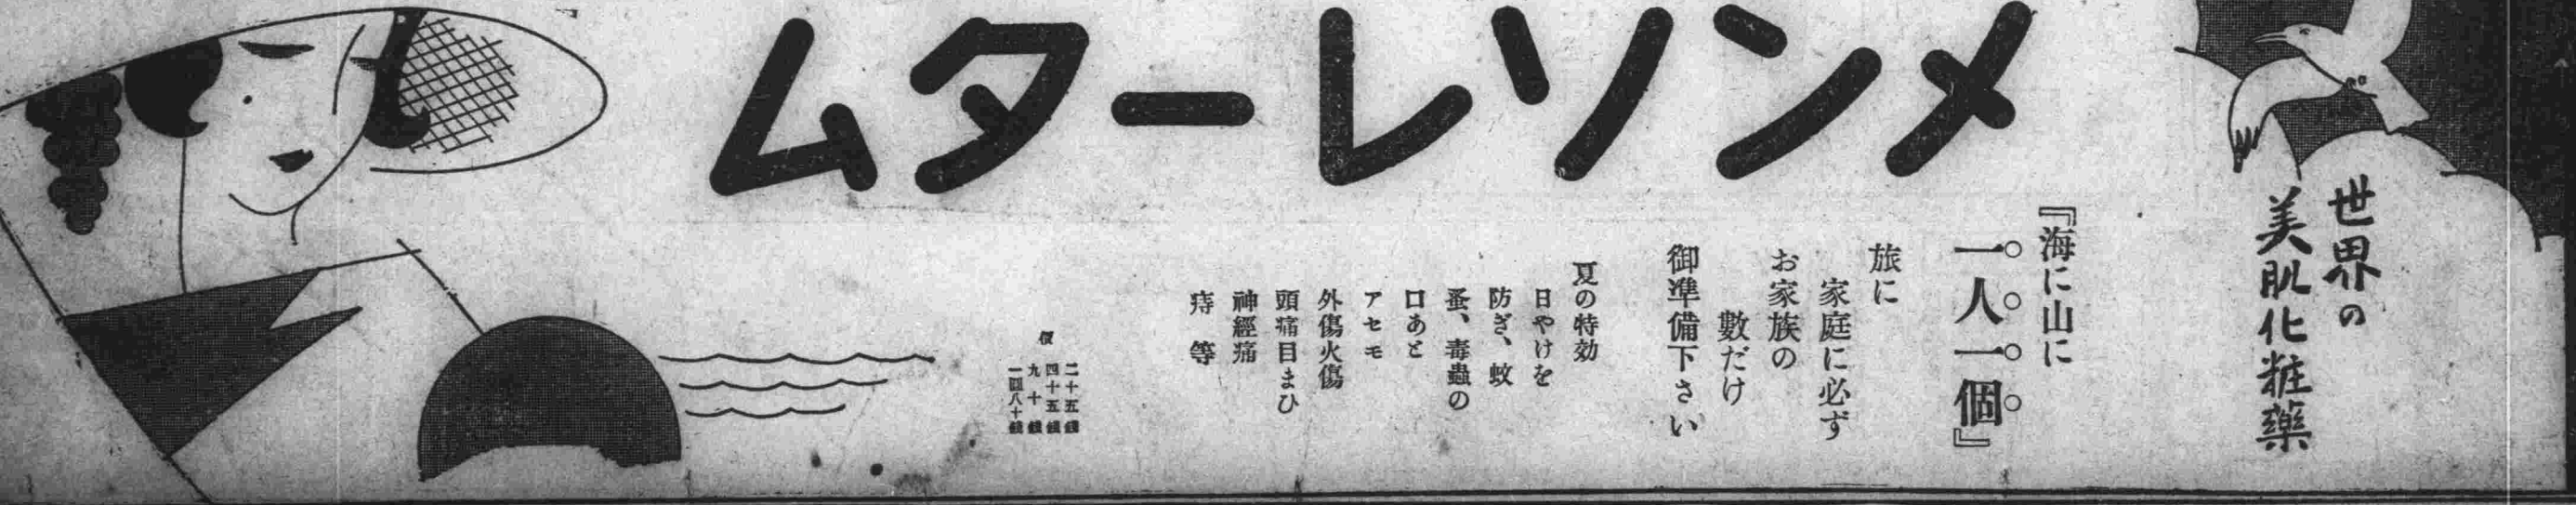 メンソレータム
世界の
美肌化粧藥
『海に山に
一人一個』
旅に
家庭に必ず
お家族の
數だけ
御凖備下さい
夏の特効
日やけを
防ぎ、蚊
蚤、毒蟲の
口あと
アセモ
外傷火傷
頭痛目まひ
神經痛
痔等
價
二十五錢
四十五錢
九十錢
一圓八十錢